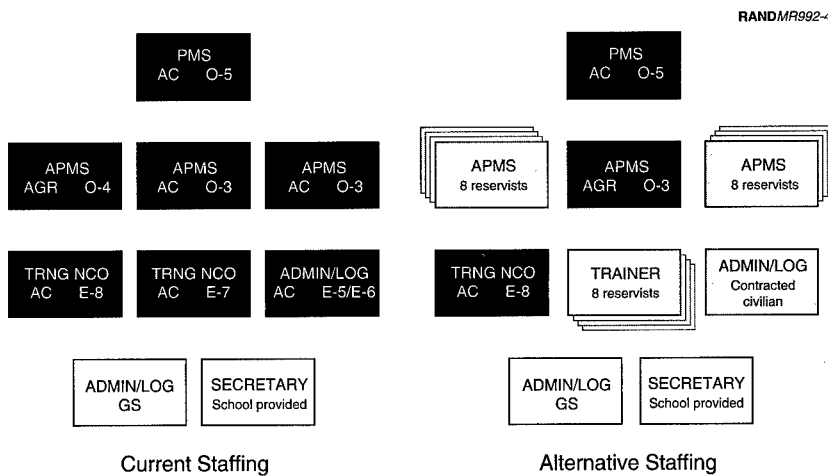 RANDMR992-4
PMS
AC O-5
APMS
AGR O-4
APMS
AC O-3
APMS
AC O-3
TRNG NCO
AC E-8
TRNG NCO
AC E-7
ADMIN/LOG
AC E-5/E-6
ADMIN/LOG
GS
SECRETARY
School provided
Current Staffing
PMS
AC O-5
APMS
8 reservists
APMS
AGR O-3
APMS
8 reservists
TRNG NCO
AC E-8
TRAINER
8 reservists
ADMIN/LOG
Contracted
civilian
ADMIN/LOG
GS
SECRETARY
School provided
Alternative Staffing